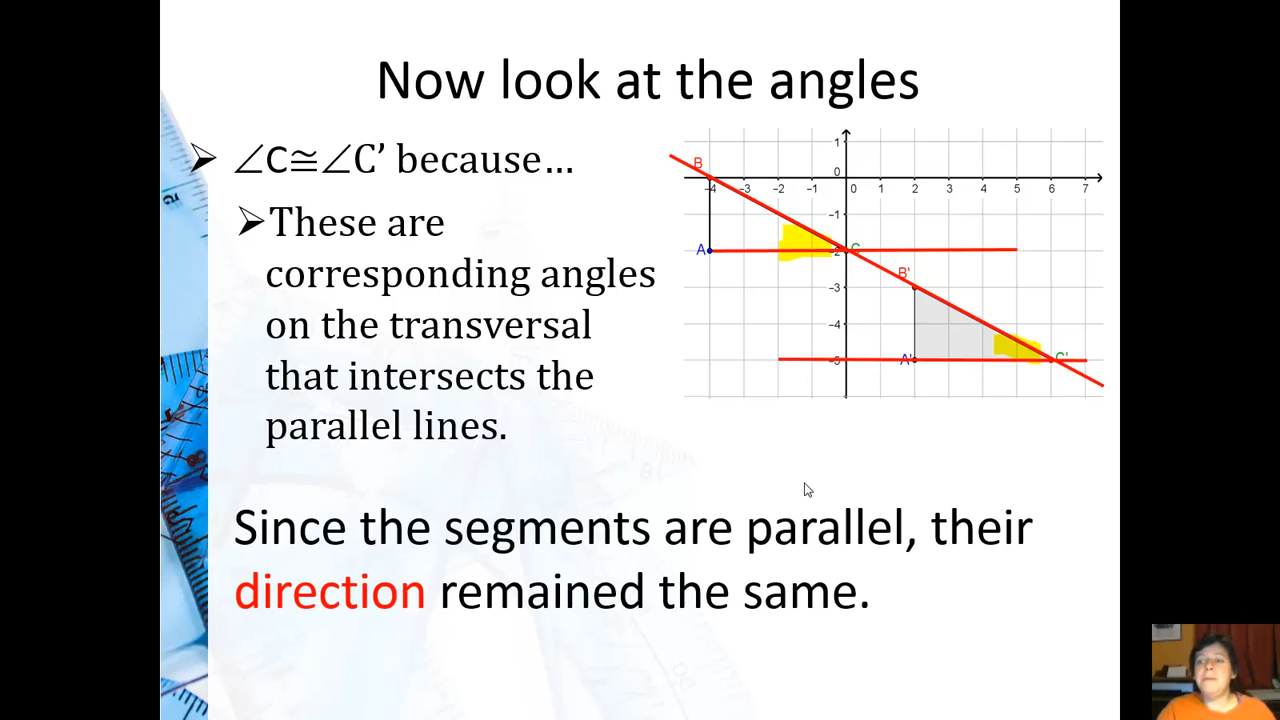 Now look at the angles
➢ ∠C≅∠C’ because…
➢These are
corresponding angles
on the transversal
that intersects the
parallel lines.
1
B
0
-4 -3 -2 -1 0 1 2 3 4 5 6 7
-1
A
C
-2
B'
-3
-4
A'
C'
-5
Since the segments are parallel, their
direction remained the same.